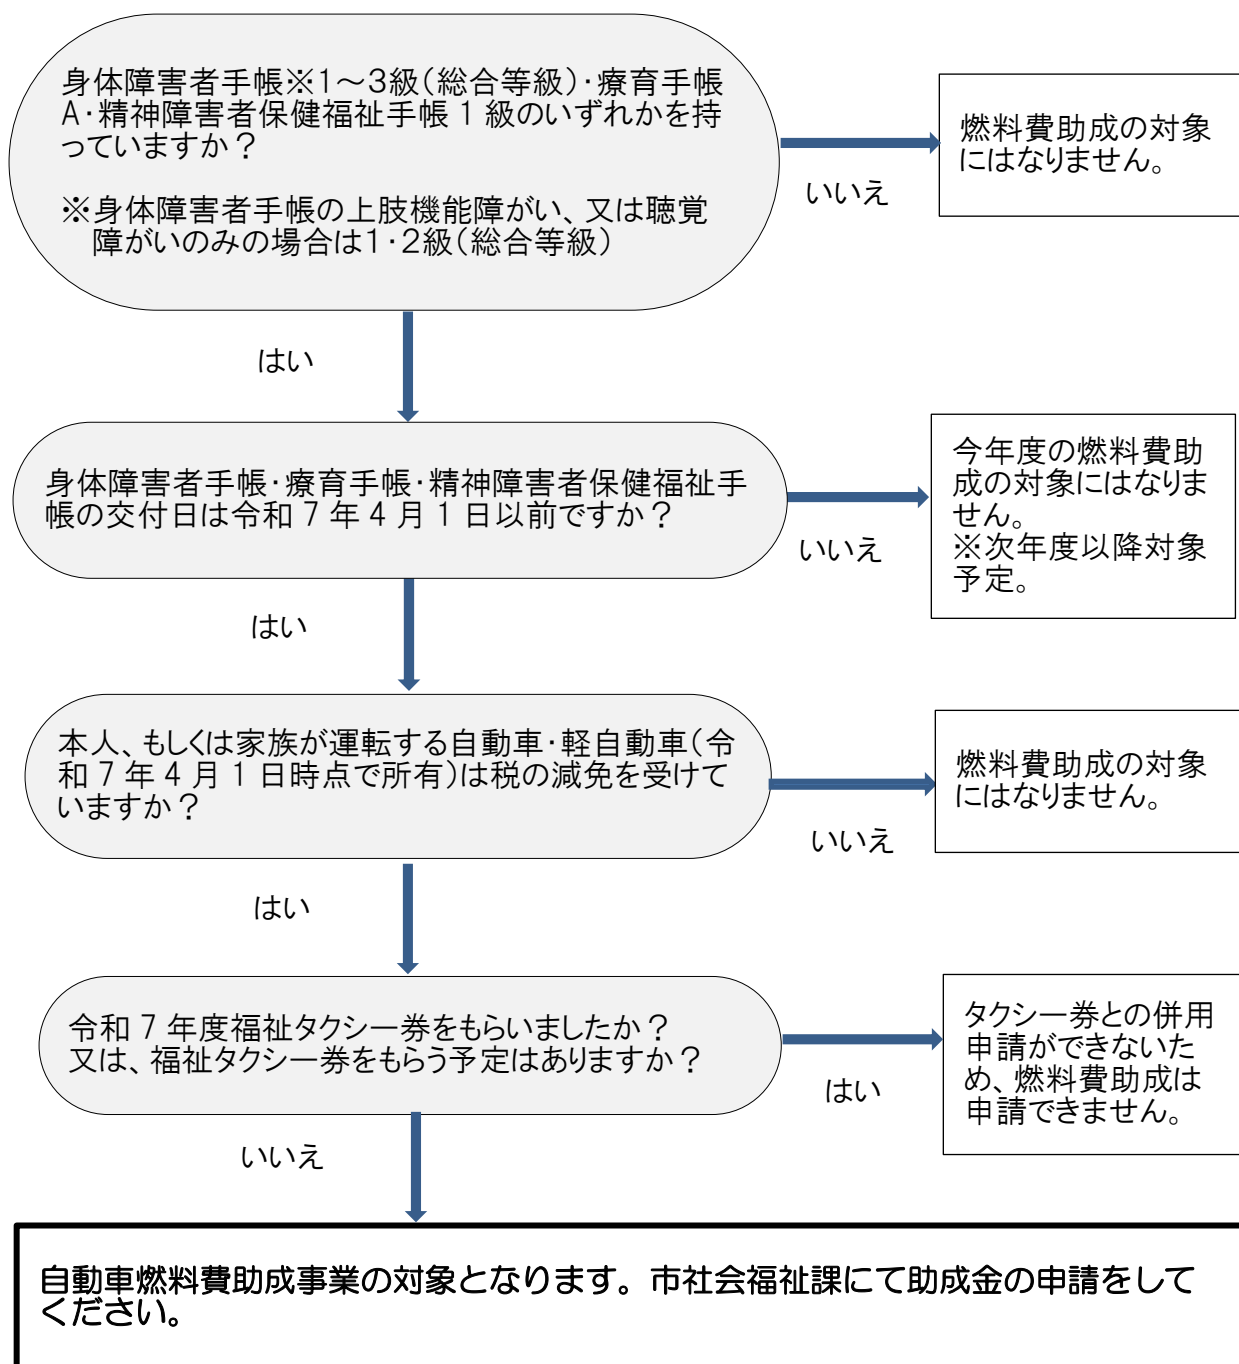 身体障害者手帳※1～3級（総合等級）・療育手帳
A・精神障害者保健福祉手帳 1 級のいずれかを持
っていますか？
※身体障害者手帳の上肢機能障がい、又は聴覚
障がいのみの場合は1・2級（総合等級）
いいえ
燃料費助成の対象
にはなりません。
はい
身体障害者手帳・療育手帳・精神障害者保健福祉手
帳の交付日は令和 7 年 4 月 1 日以前ですか？
いいえ
今年度の燃料費助
成の対象にはなりま
せん。
※次年度以降対象
予定。
はい
本人、もしくは家族が運転する自動車・軽自動車（令
和 7 年 4 月 1 日時点で所有）は税の減免を受けて
いますか？
いいえ
燃料費助成の対象
にはなりません。
はい
令和 7 年度福祉タクシー券をもらいましたか？
又は、福祉タクシー券をもらう予定はありますか？
はい
タクシー券との併用
申請ができないた
め、燃料費助成は
申請できません。
いいえ
自動車燃料費助成事業の対象となります。市社会福祉課にて助成金の申請をして
ください。